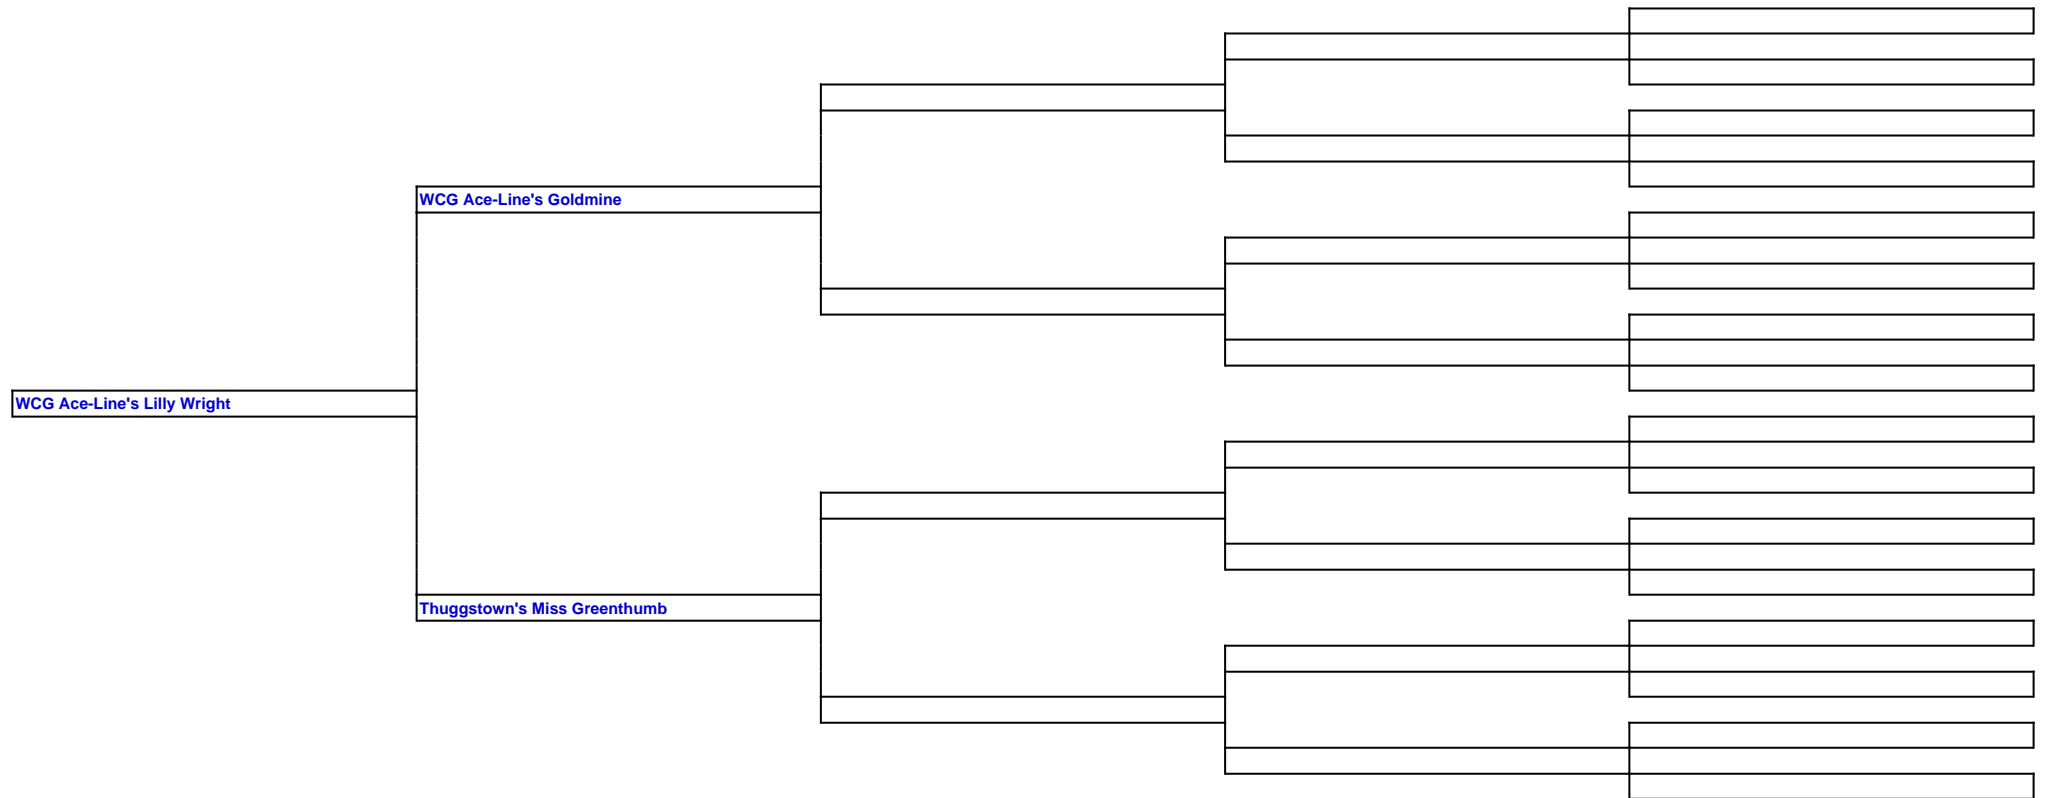 WCG Ace-Line's Goldmine
WCG Ace-Line's Lilly Wright
Thuggstown's Miss Greenthumb